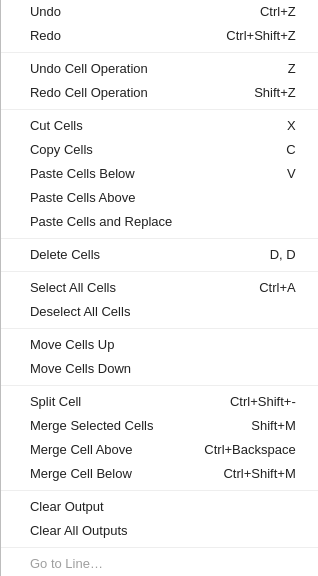 Undo Ctrl+Z
Redo Ctrl+Shift+Z
Undo Cell Operation Z
Redo Cell Operation Shift+Z
Cut Cells X
Copy Cells C
Paste Cells Below V
Paste Cells Above
Paste Cells and Replace
Delete Cells D, D
Select All Cells Ctrl+A
Deselect All Cells
Move Cells Up
Move Cells Down
Split Cell Ctrl+Shift+-
Merge Selected Cells Shift+M
Merge Cell Above Ctrl+Backspace
Merge Cell Below Ctrl+Shift+M
Clear Output
Clear All Outputs
Go to Line…